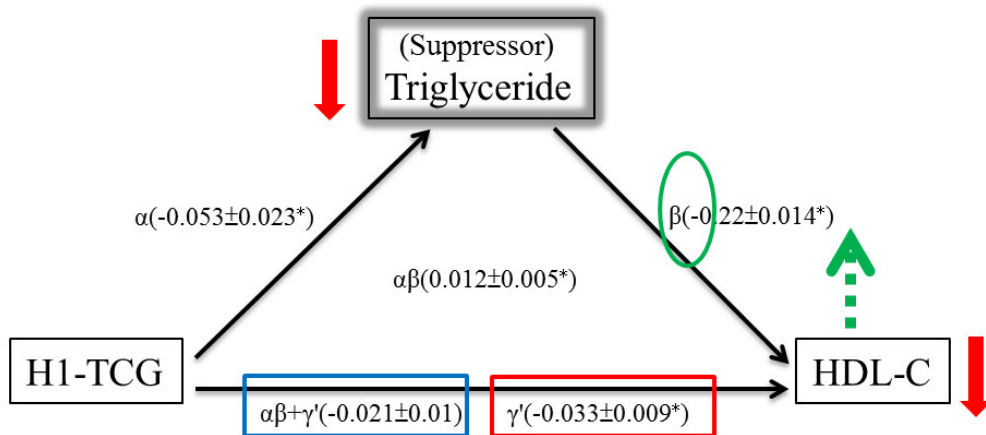 (Suppressor)
Triglyceride
α(-0.053±0.023*)
β(-0.22±0.014*)
αβ(0.012±0.005*)
H1-TCG
HDL-C
αβ+γ'(-0.021±0.01)
γ'(-0.033±0.009*)